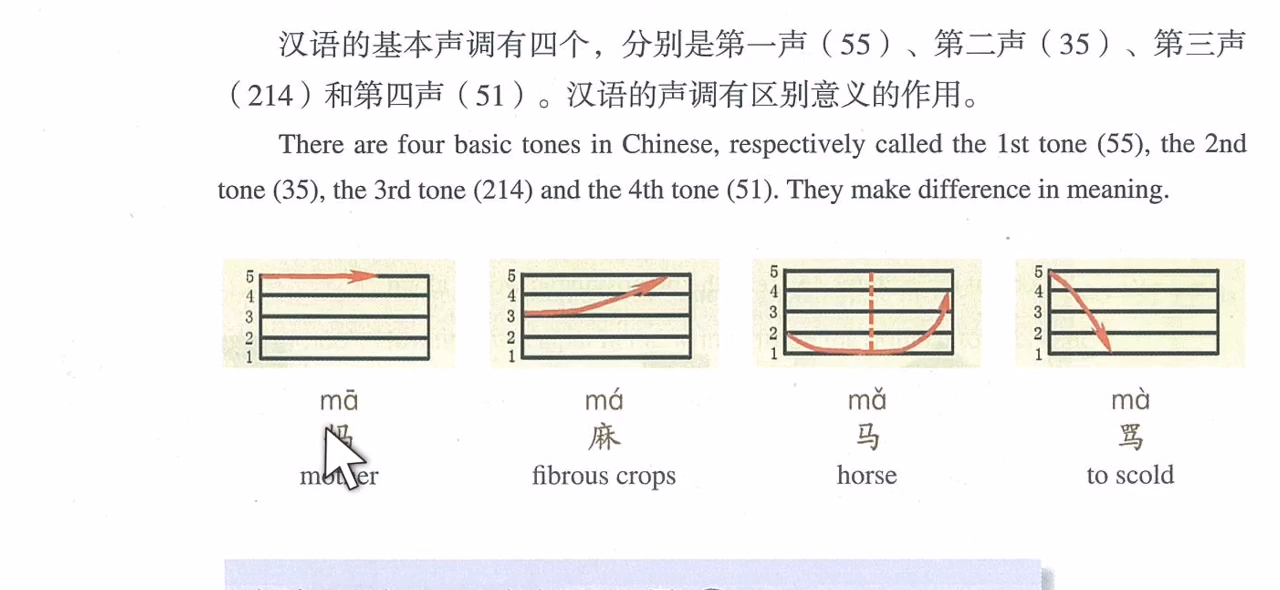 汉语的基本声调有四个，分别是第一声（55）、第二声（35）、第三声
（214）和第四声（51）。汉语的声调有区别意义的作用。
There are four basic tones in Chinese, respectively called the 1st tone (55), the 2nd
tone (35), the 3rd tone (214) and the 4th tone (51). They make difference in meaning.
5 5 5 5
4 4 4 4
3 3 3 3
2 2 2 2
1 1 1 1
mā má mǎ mà
妈 麻 马 骂
mother fibrous crops horse to scold